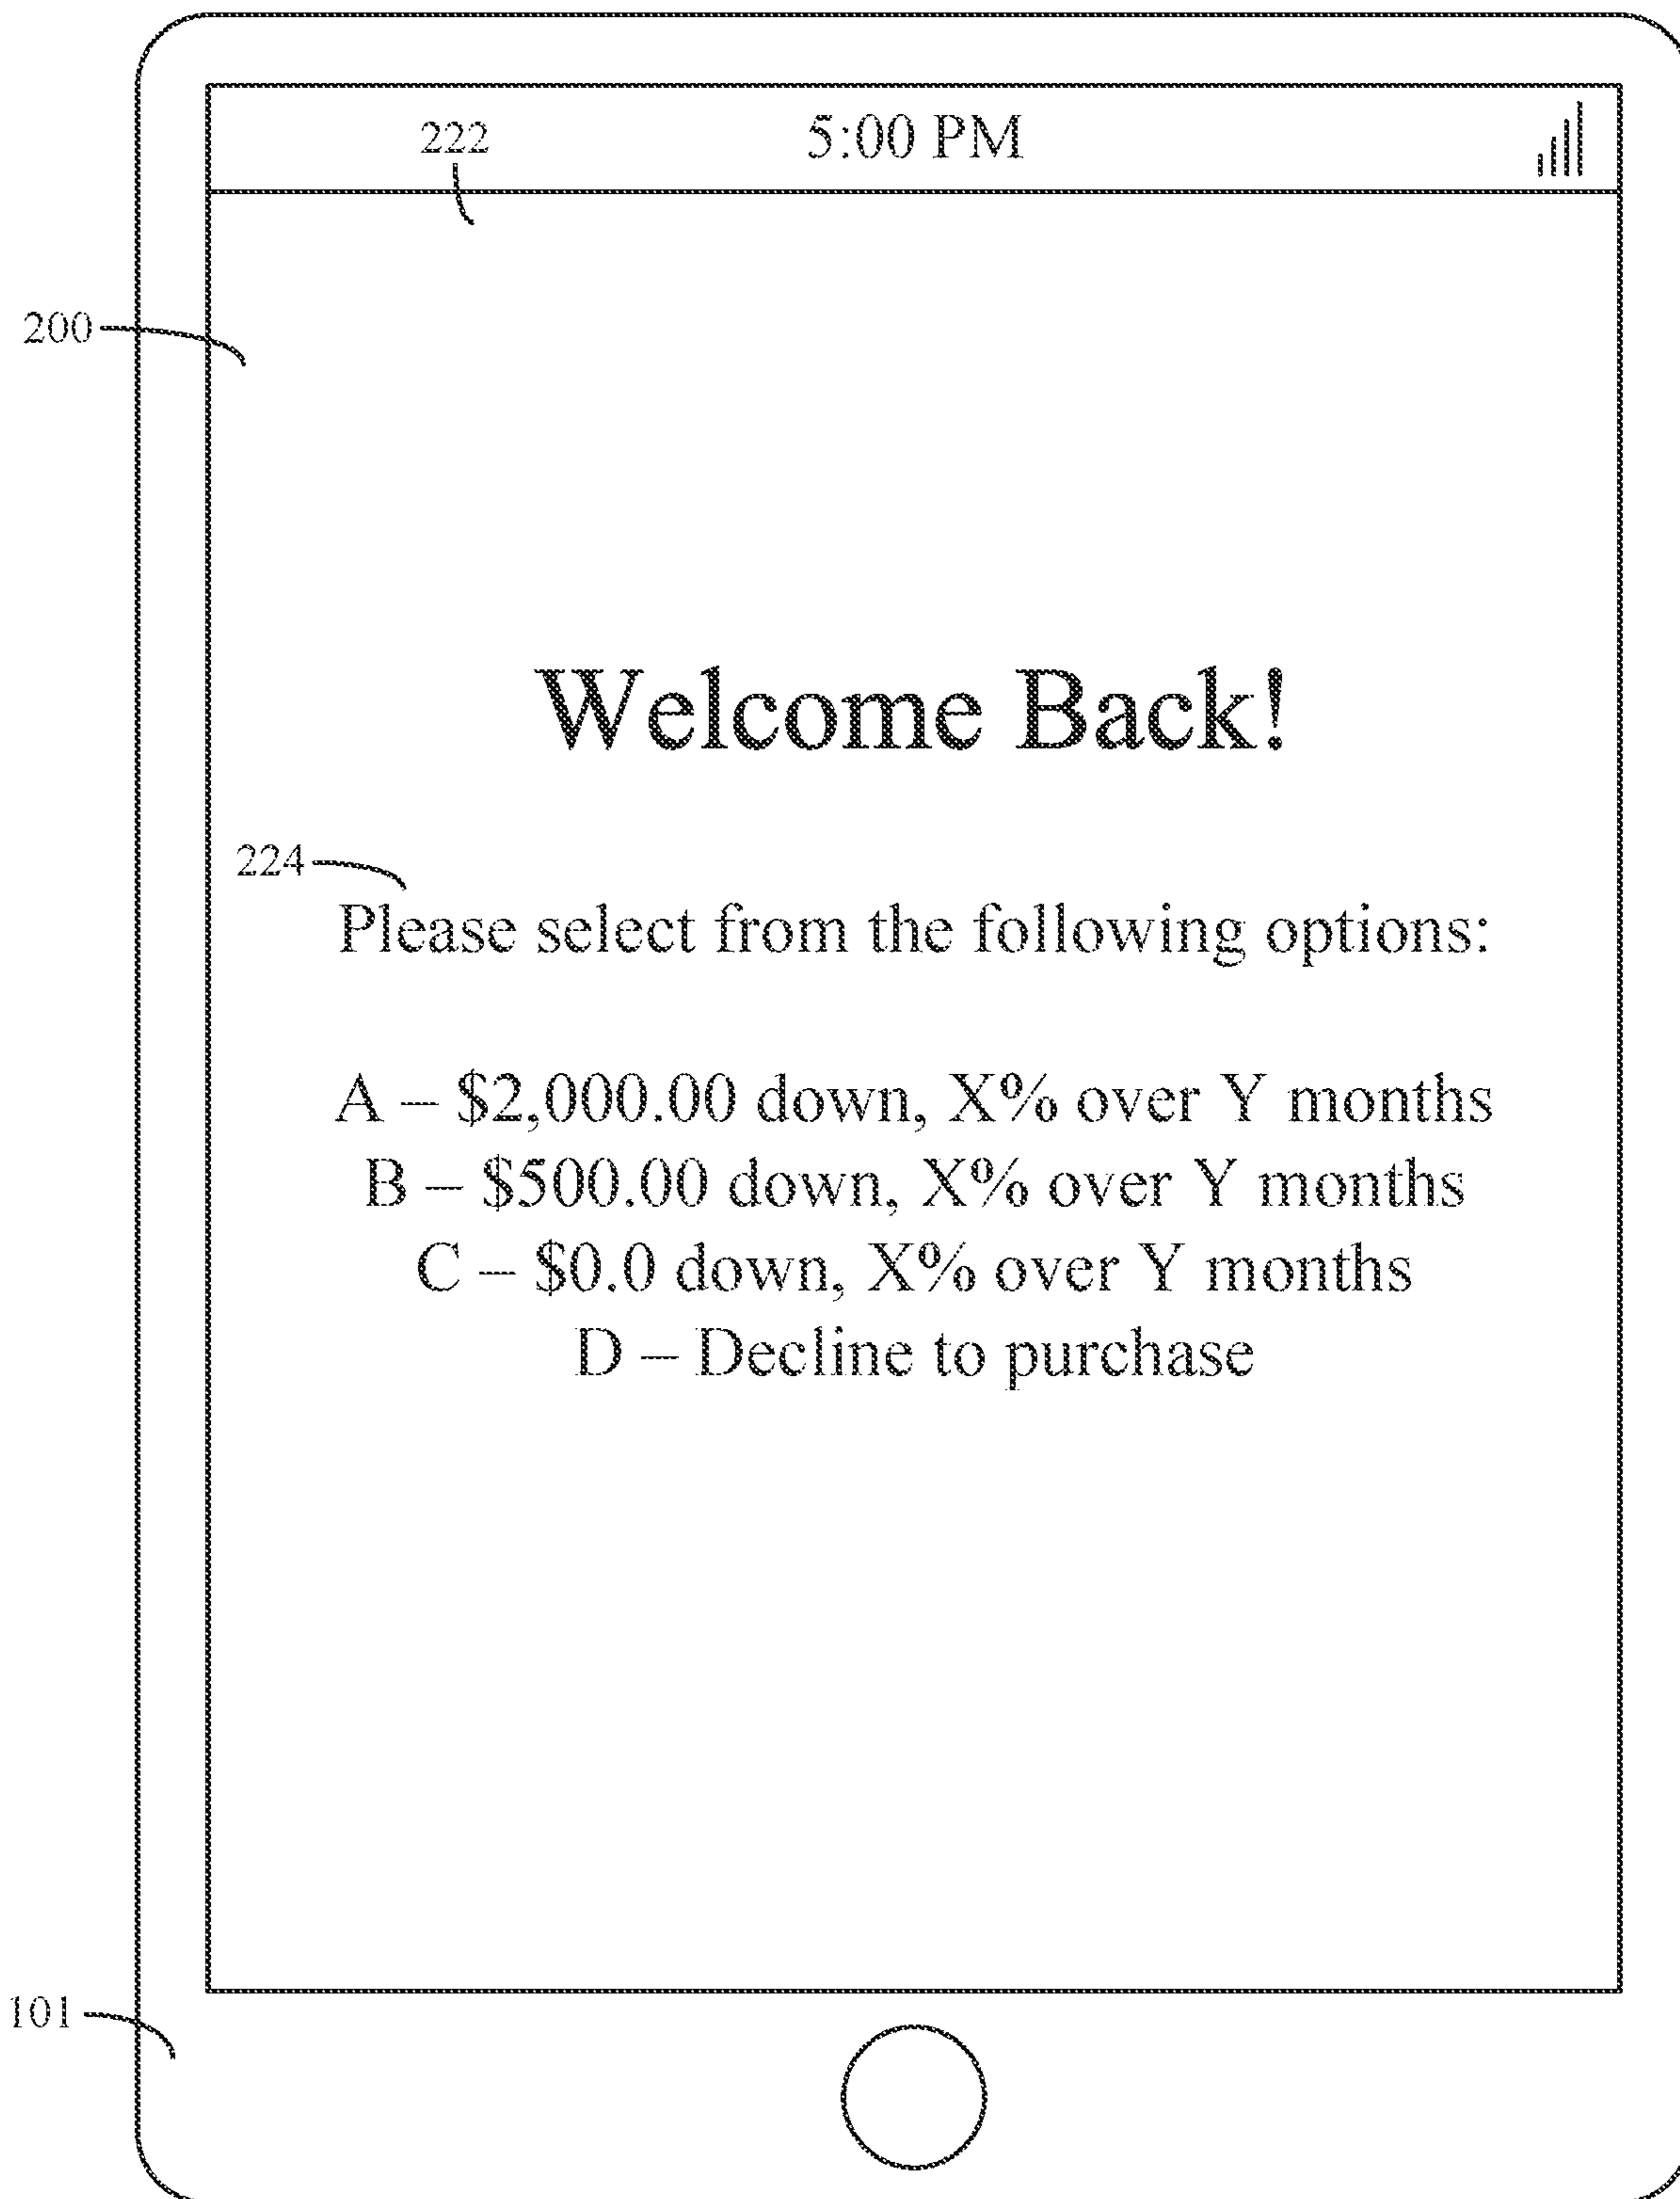 222
5:00 PM
200
Welcome Back!
224
Please select from the following options:
A – $2,000.00 down, X% over Y months
B – $500.00 down, X% over Y months
C – $0.0 down, X% over Y months
D – Decline to purchase
101